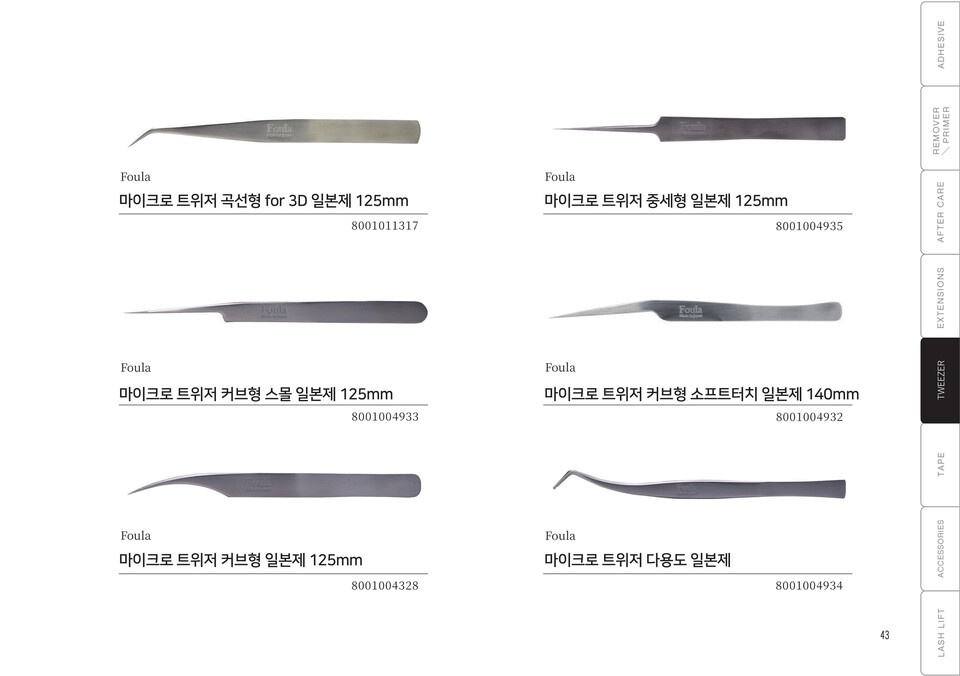 Foula
Foula
마이크로 트위저 곡선형 for 3D 일본제 125mm
마이크로 트위저 중세형 일본제 125mm
8001011317
8001004935
Foula
Foula
Foula
Foula
마이크로 트위저 커브형 스몰 일본제 125mm
마이크로 트위저 커브형 소프트터치 일본제 140mm
8001004933
8001004932
Foula
Foula
마이크로 트위저 커브형 일본제 125mm
마이크로 트위저 다용도 일본제
8001004328
8001004934
43
ADHESIVE
REMOVER
/ PRIMER
AFTER CARE
EXTENSIONS
TWEEZER
TAPE
ACCESSORIES
LASH LIFT